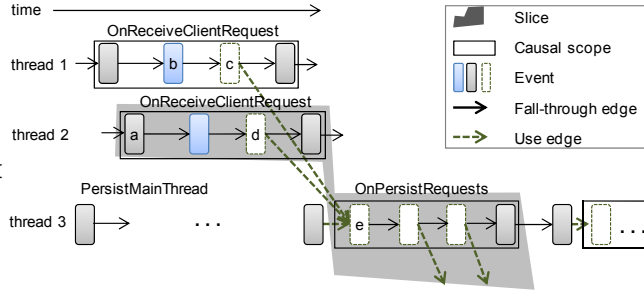 time
OnReceiveClientRequest
thread 1
b
c
OnReceiveClientRequest
thread 2
a
d
PersistMainThread
OnPersistRequests
thread 3
. . .
e
. . .
Slice
Causal scope
Event
Fall-through edge
Use edge